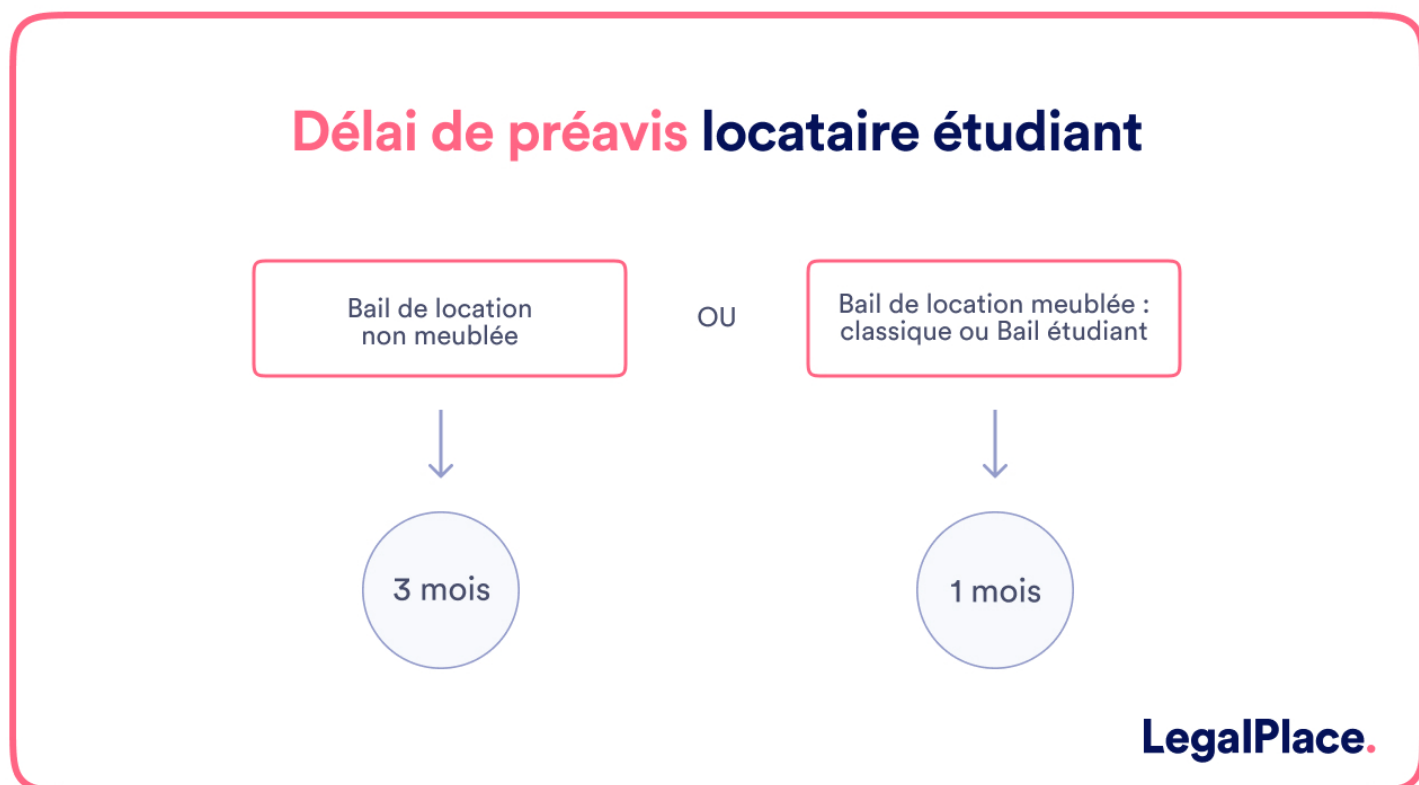 Délai de préavis locataire étudiant
Bail de location
non meublée
OU
Bail de location meublée :
classique ou Bail étudiant
3 mois
1 mois
LegalPlace.